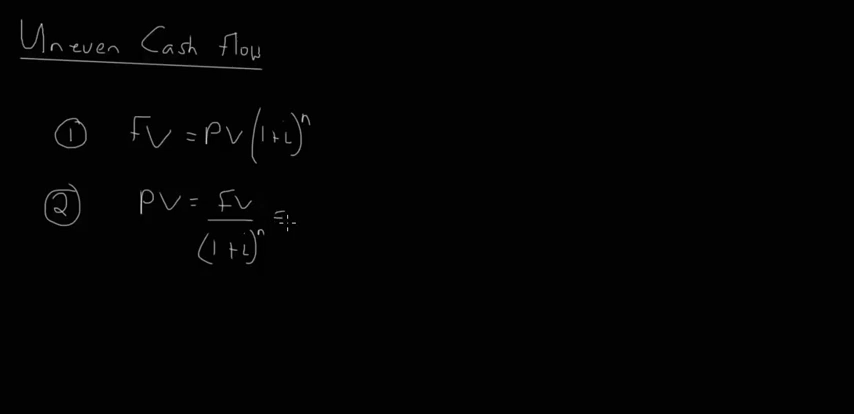 Uneven Cash Flow
① FV = PV(1+i)^n
② PV = FV/(1+i)^n =